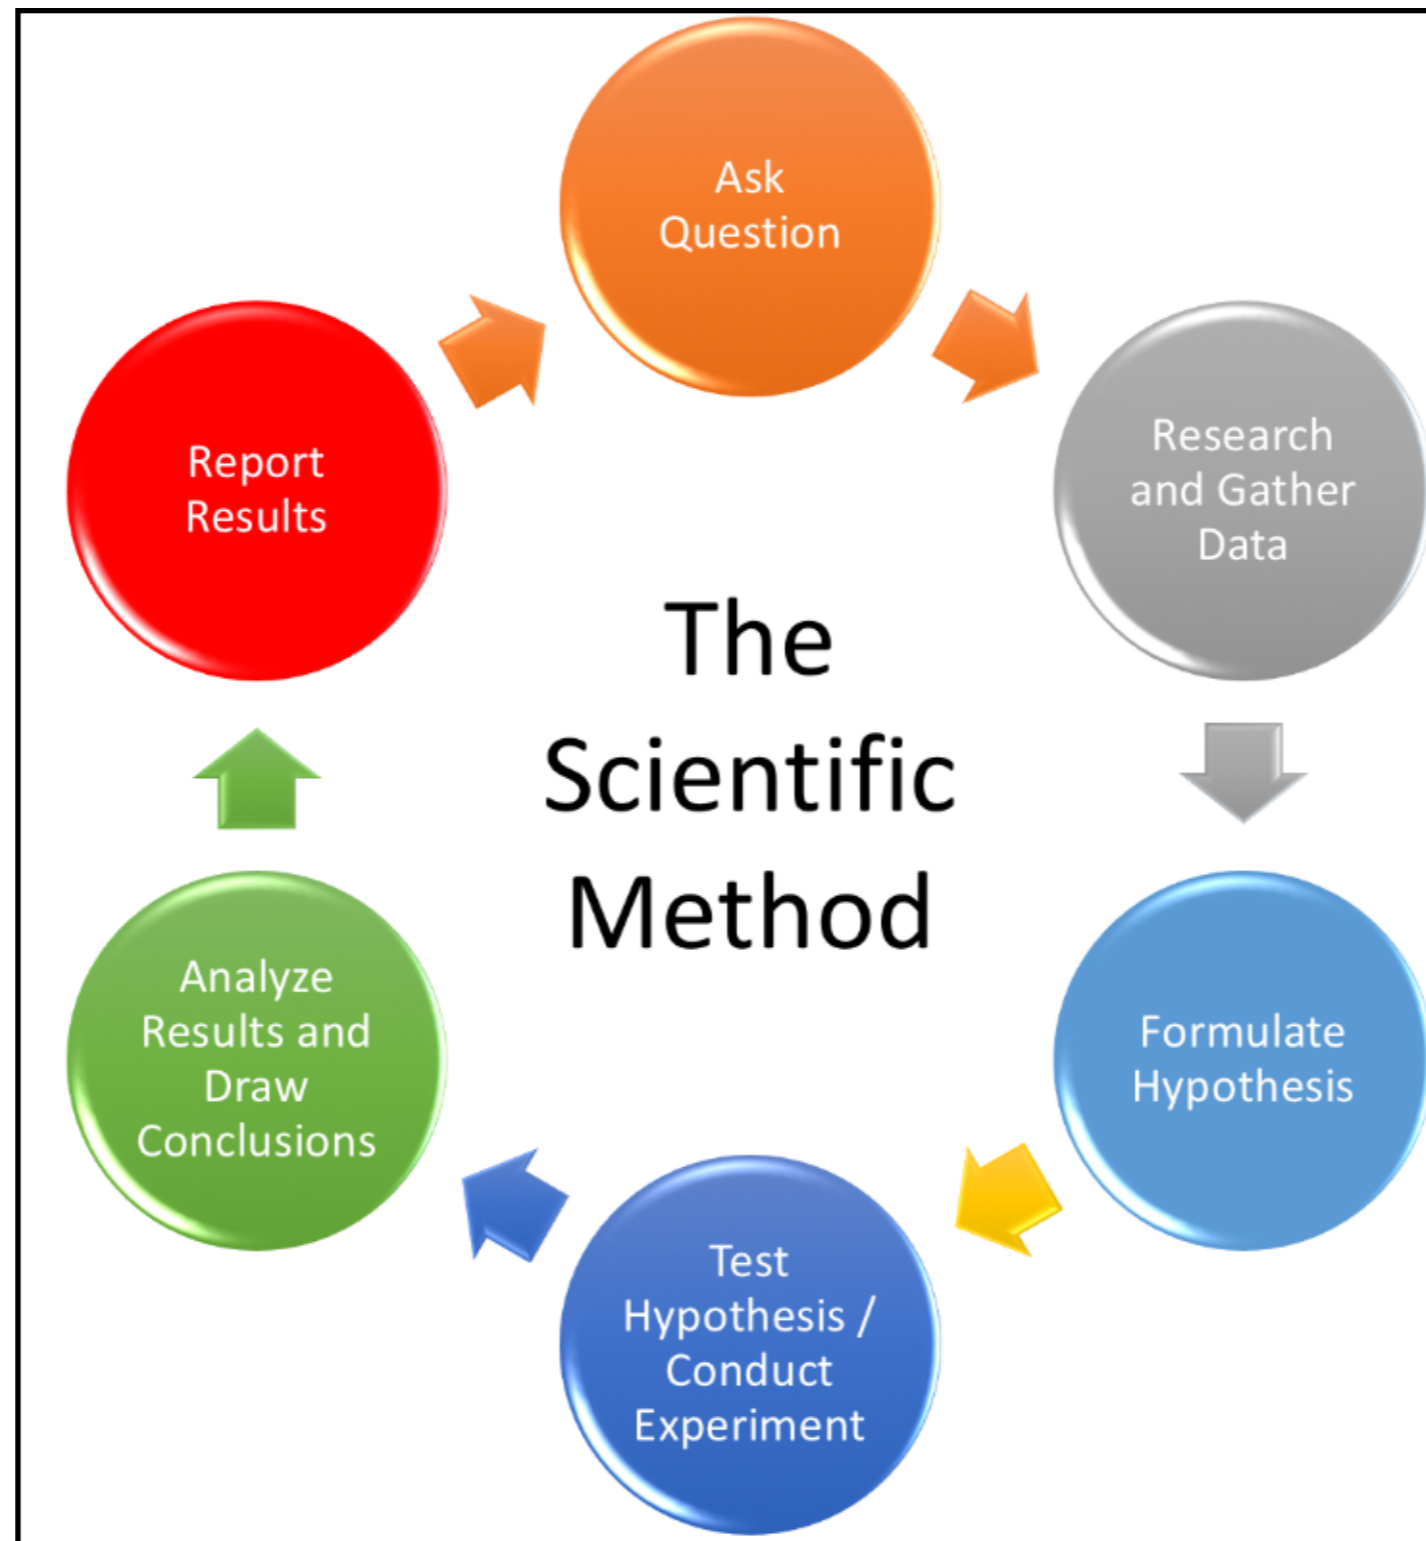 Ask
Question
Research
and Gather
Data
Formulate
Hypothesis
Test
Hypothesis /
Conduct
Experiment
Analyze
Results and
Draw
Conclusions
Report
Results
The
Scientific
Method